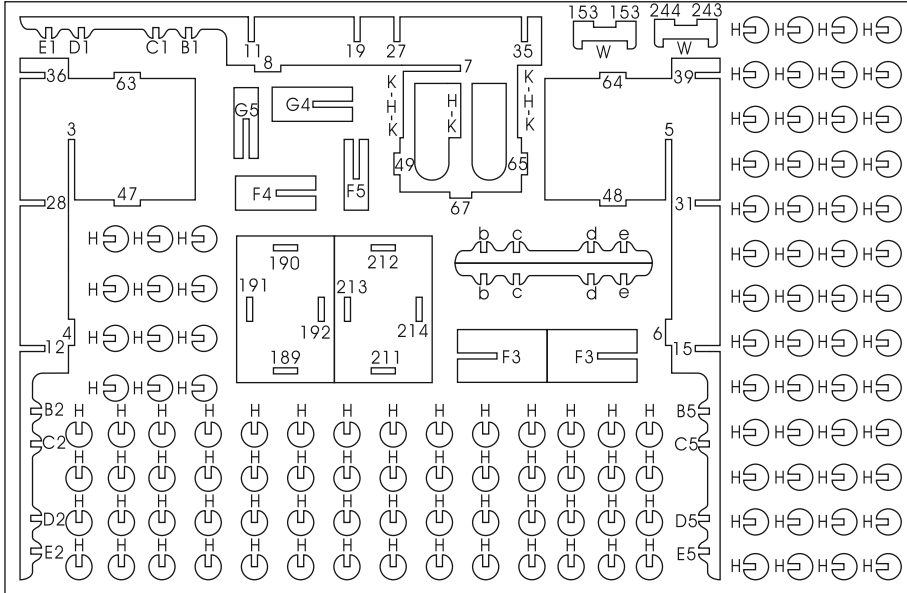 153 153 244 243
H H H H
E1 D1 C1 B1 11 19 27 35 W W
8 7
36 63 64 39 H H H H
K-H-K H-K K-H-K
G5 G4
H H H H
3 5
49 65 H H H H
F4 F5
47 67 48
28 31 H H H H
H H H
b c d e
190 212 H H H H
b c d e
H H H
191 192 213 214 H H H H
4 6
H H H
12 15 H H H H
189 211 F3 F3
H H H H H H H
B2 H H H H H H H H H H H H H H B5
C2 C5 H H H H
H H H H H H H H H H H H H H
H H H H
H H H H H H H H H H H H H H
D2 D5 H H H H
H H H H H H H H H H H H H H
E2 E5
H H H H